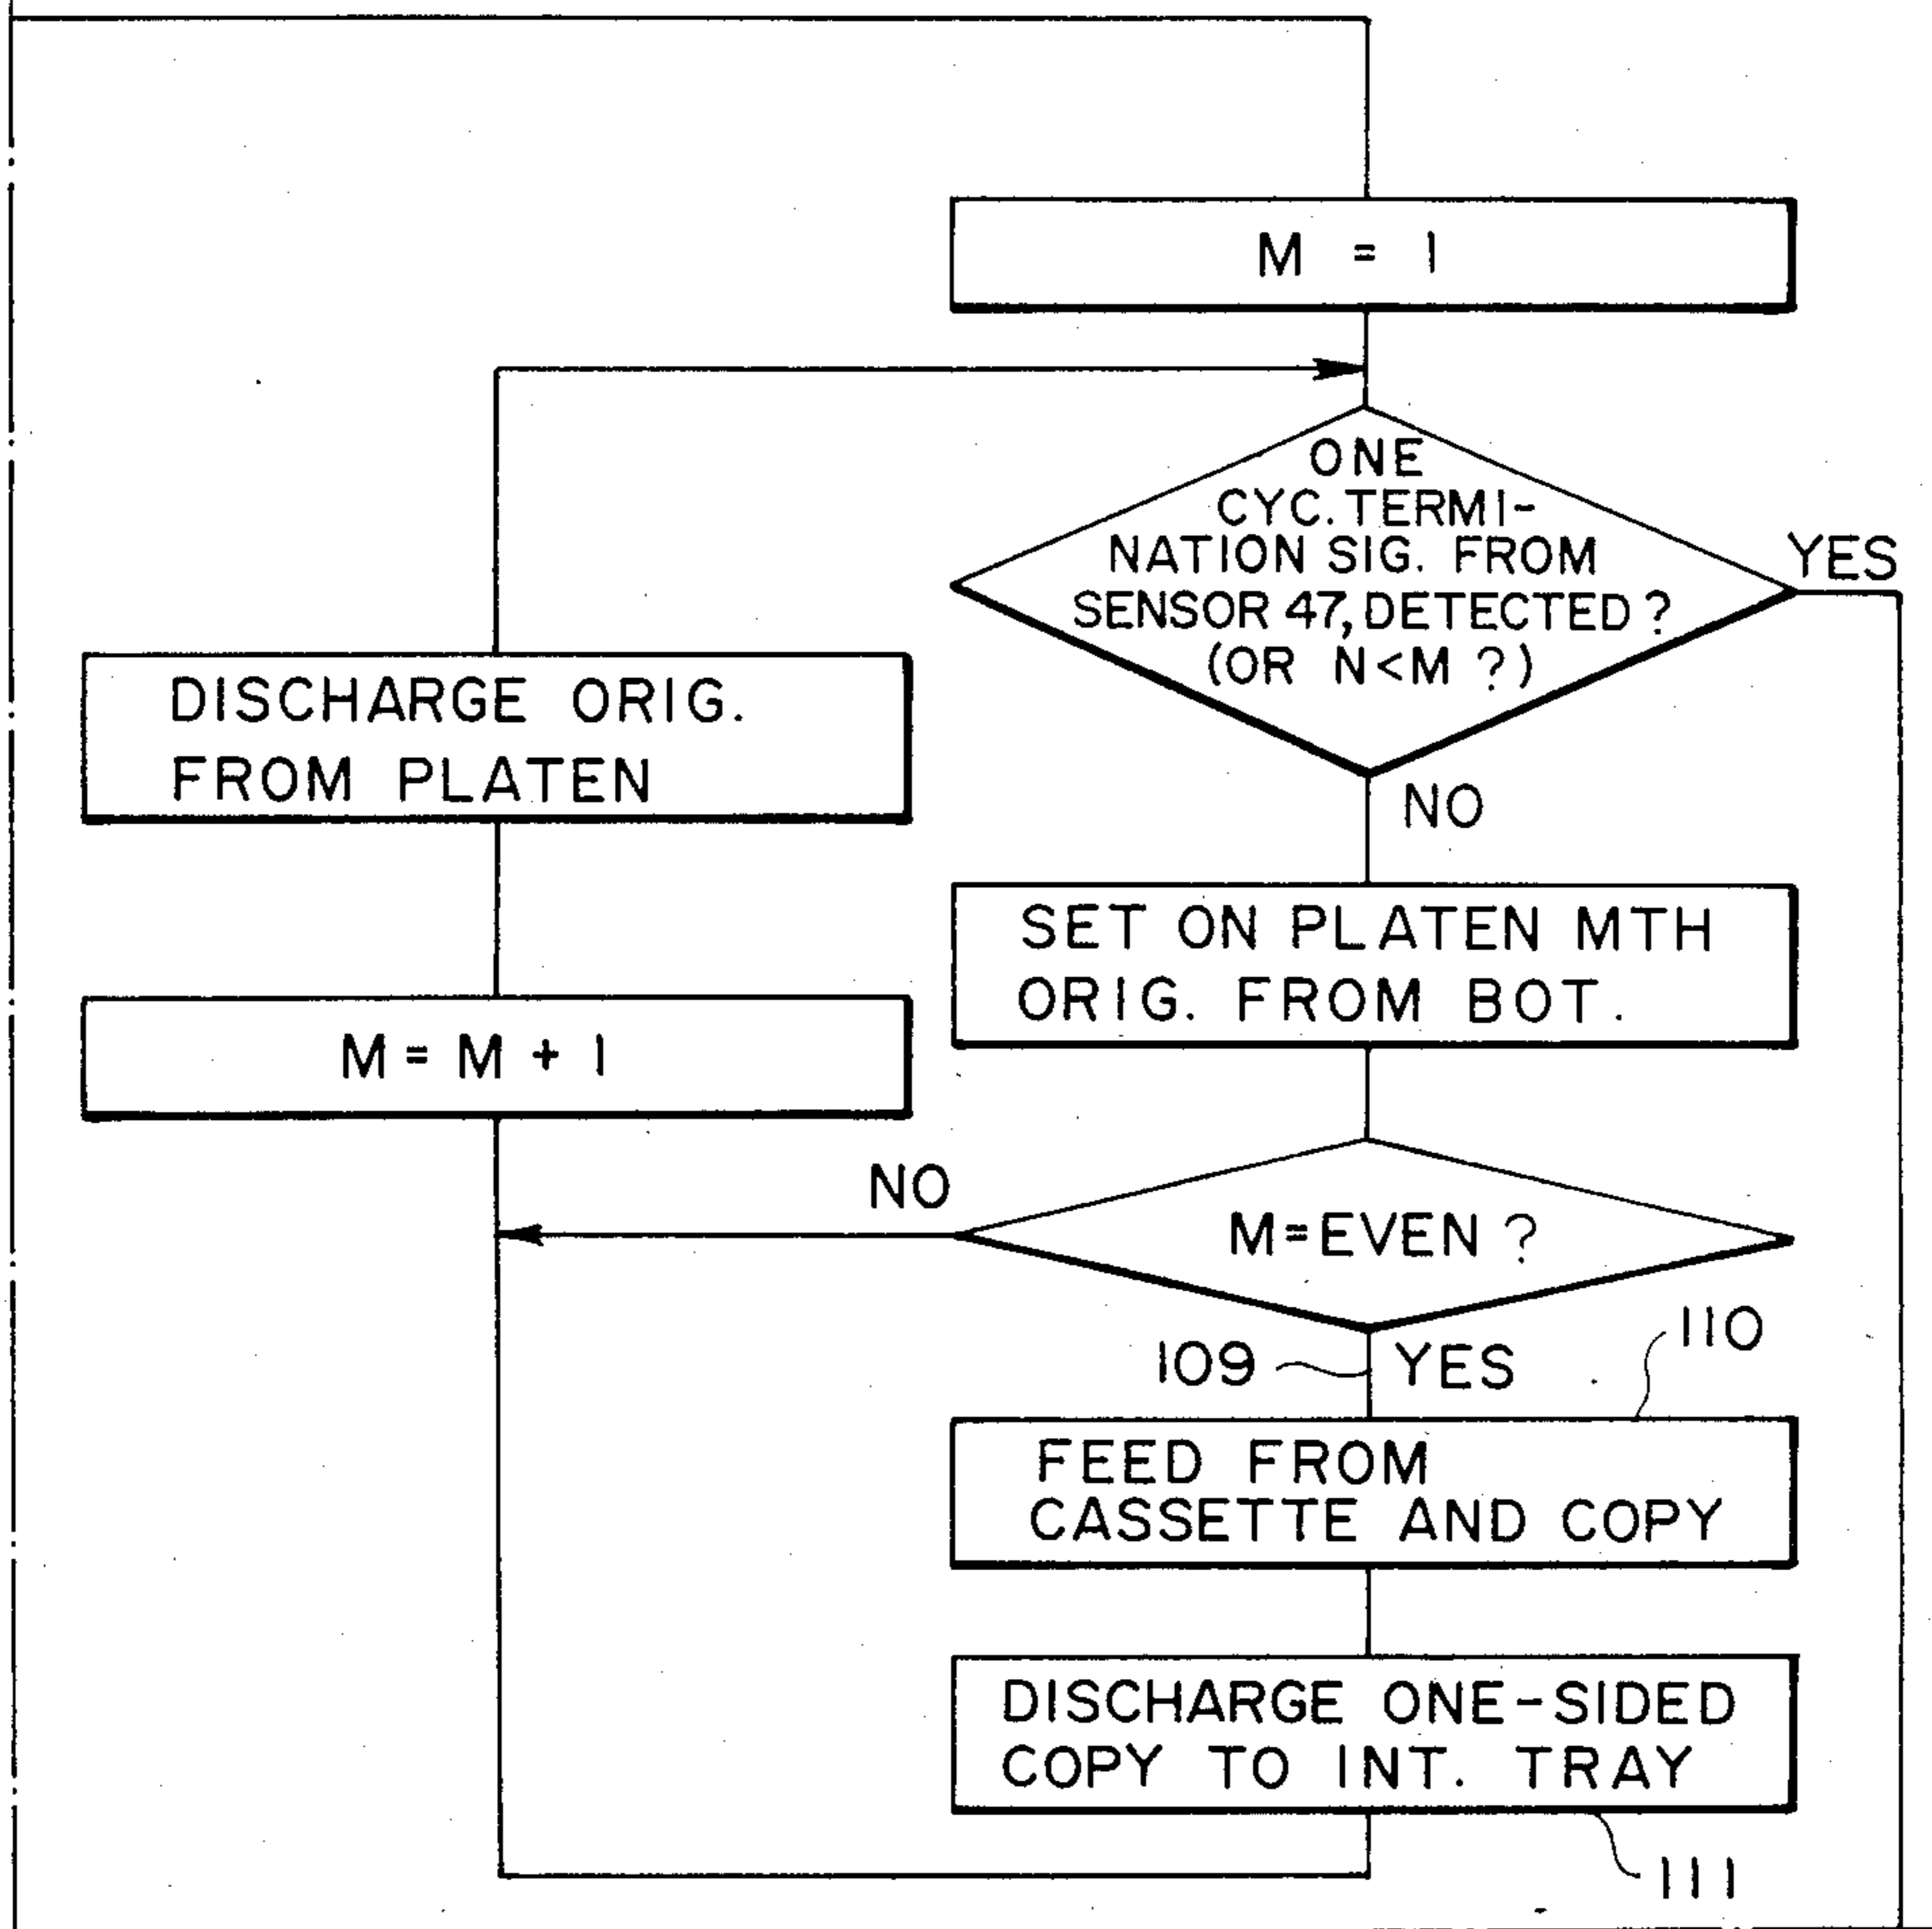 M = 1
ONE
CYC. TERMI-
NATION SIG. FROM
SENSOR 47, DETECTED ?
(OR N<M ?)
YES
NO
DISCHARGE ORIG.
FROM PLATEN
SET ON PLATEN MTH
ORIG. FROM BOT.
M = M + 1
NO
M=EVEN ?
109
YES
110
FEED FROM
CASSETTE AND COPY
DISCHARGE ONE-SIDED
COPY TO INT. TRAY
111